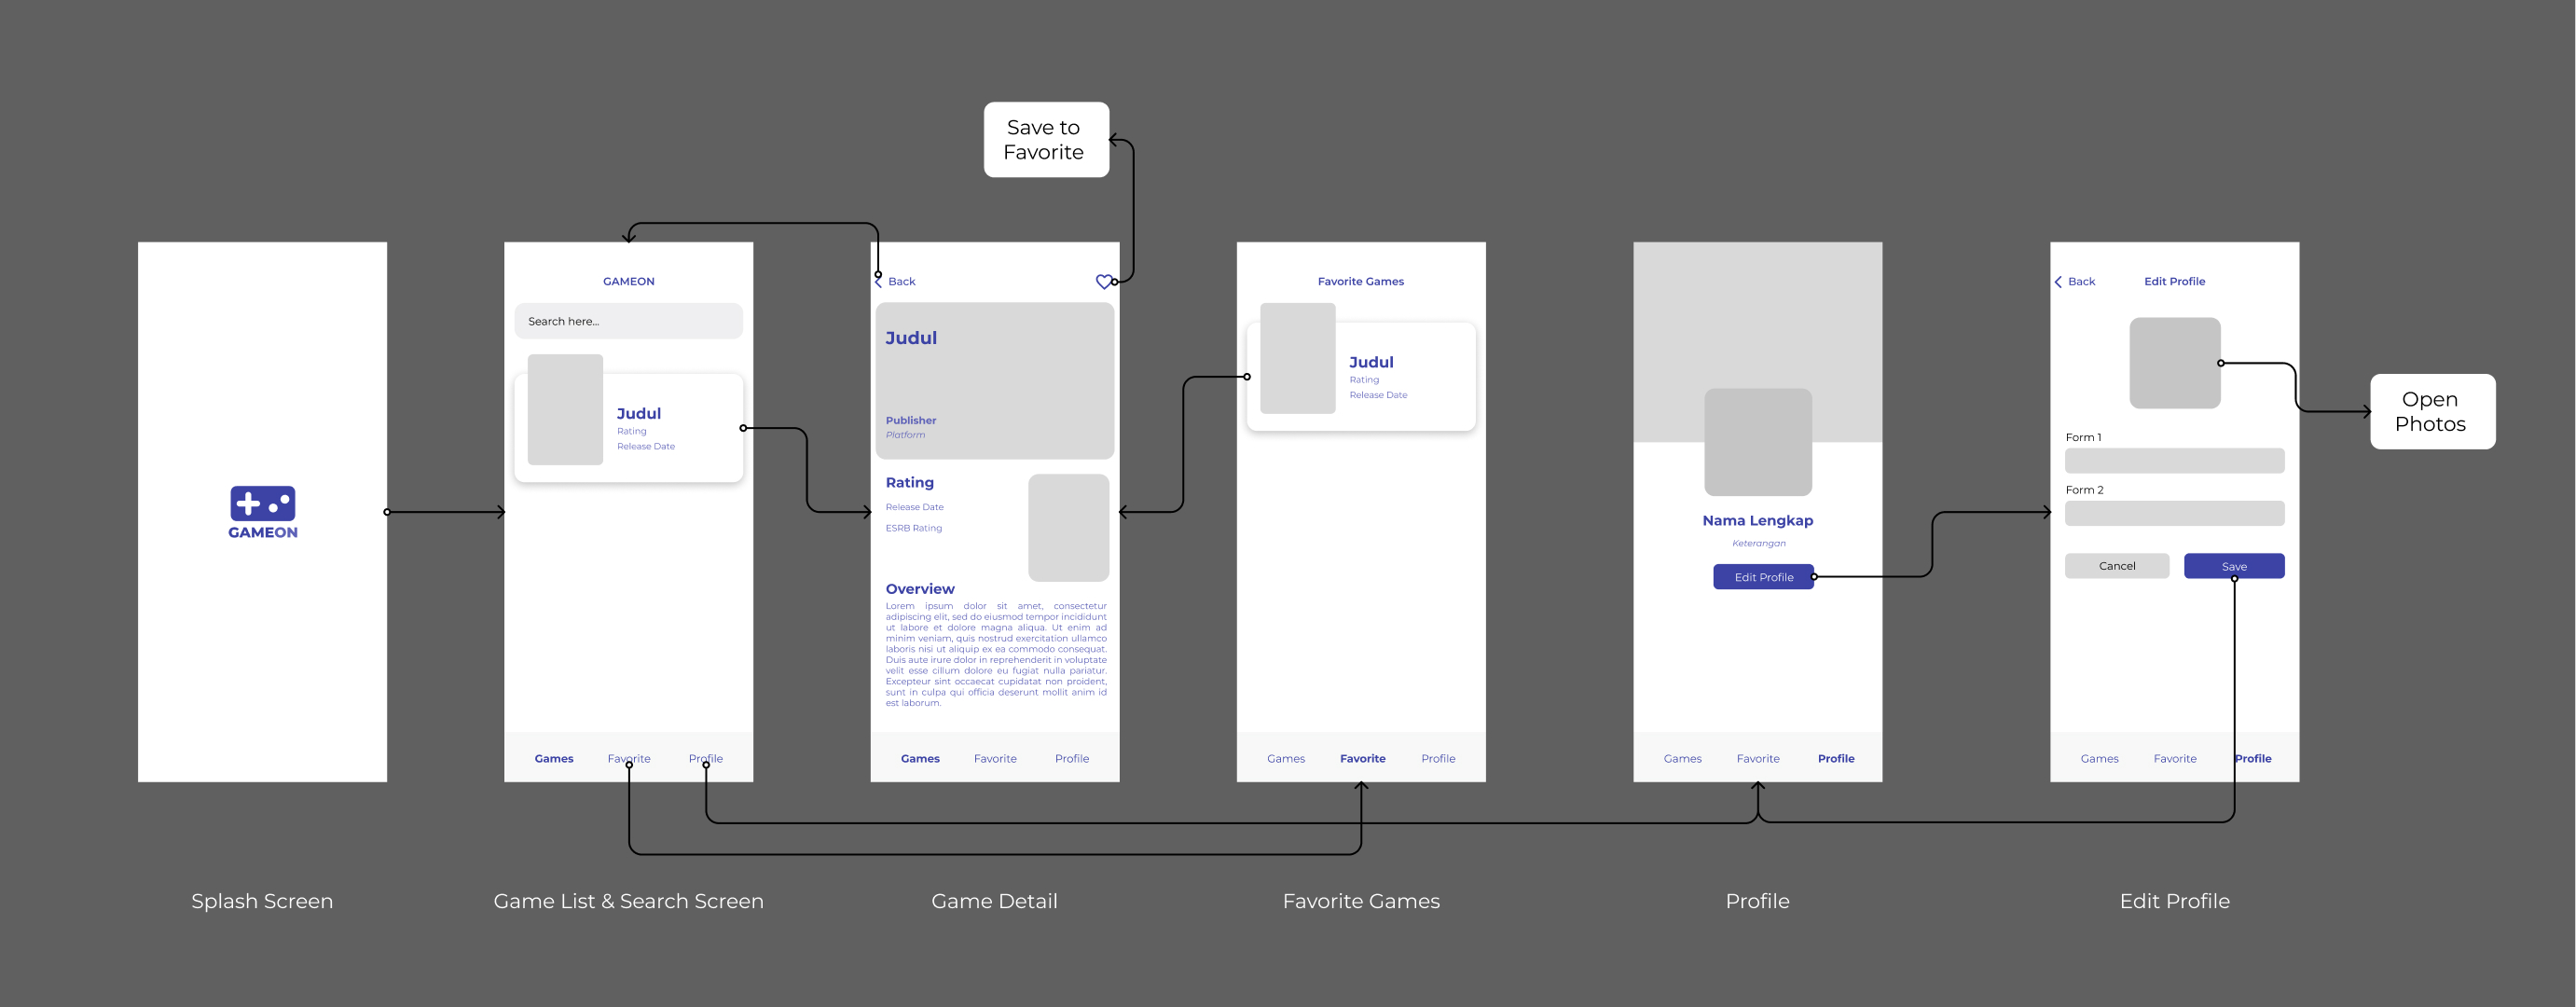 Save to
Favorite
GAMEON
GAMEON
Search here...
Judul
Rating
Release Date
Games
Favorite
Profile
Back
Judul
Publisher
Platform
Rating
Release Date
ESRB Rating
Overview
Lorem ipsum dolor sit amet, consectetur
adipiscing elit, sed do eiusmod tempor incididunt
ut labore et dolore magna aliqua. Ut enim ad
minim veniam, quis nostrud exercitation ullamco
laboris nisi ut aliquip ex ea commodo consequat.
Duis aute irure dolor in reprehenderit in voluptate
velit esse cillum dolore eu fugiat nulla pariatur.
Excepteur sint occaecat cupidatat non proident,
sunt in culpa qui officia deserunt mollit anim id
est laborum.
Games
Favorite
Profile
Favorite Games
Judul
Rating
Release Date
Games
Favorite
Profile
Nama Lengkap
Keterangan
Edit Profile
Games
Favorite
Profile
Back
Edit Profile
Form 1
Form 2
Cancel
Save
Games
Favorite
Profile
Open
Photos
Splash Screen
Game List & Search Screen
Game Detail
Favorite Games
Profile
Edit Profile